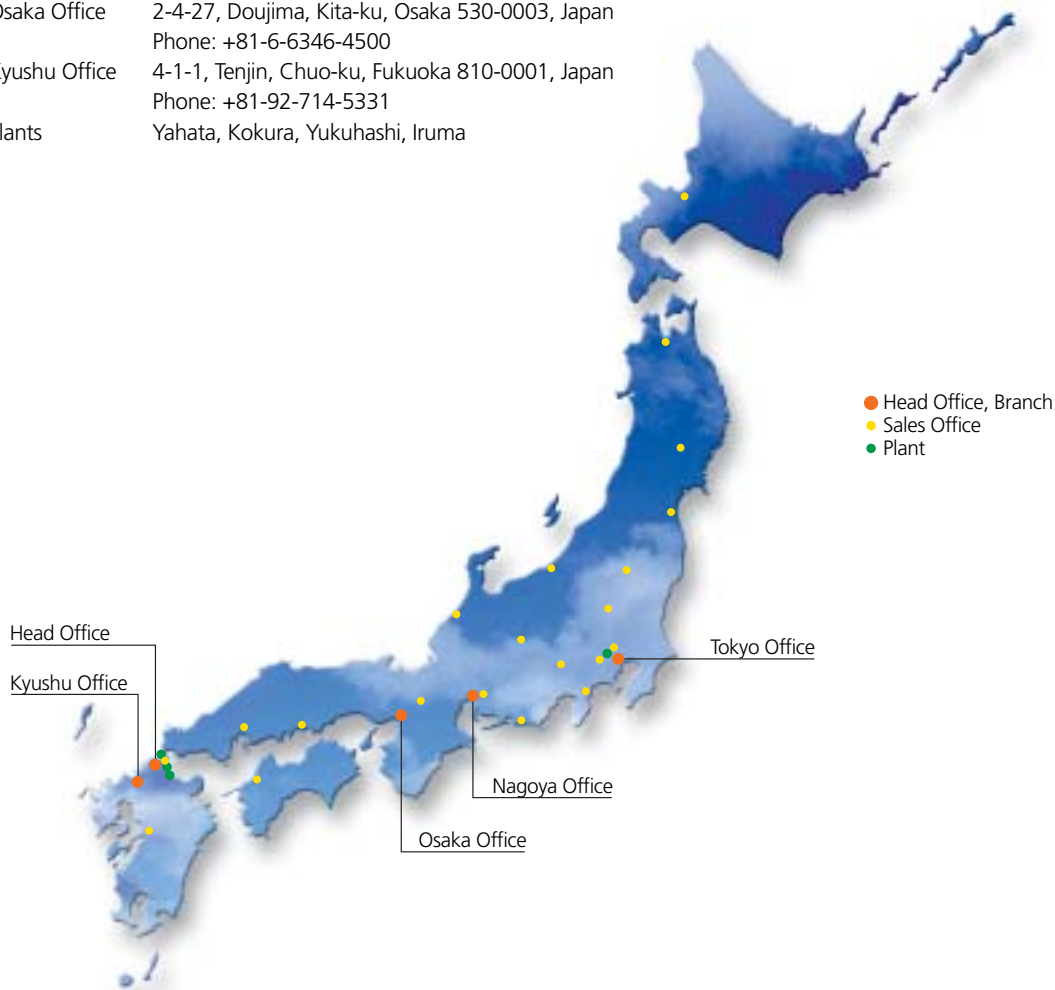 Osaka Office 2-4-27, Doujima, Kita-ku, Osaka 530-0003, Japan
Phone: +81-6-6346-4500
Kyushu Office 4-1-1, Tenjin, Chuo-ku, Fukuoka 810-0001, Japan
Phone: +81-92-714-5331
lants Yahata, Kokura, Yukuhashi, Iruma
Head Office, Branch
Sales Office
Plant
Head Office
Tokyo Office
Kyushu Office
Nagoya Office
Osaka Office